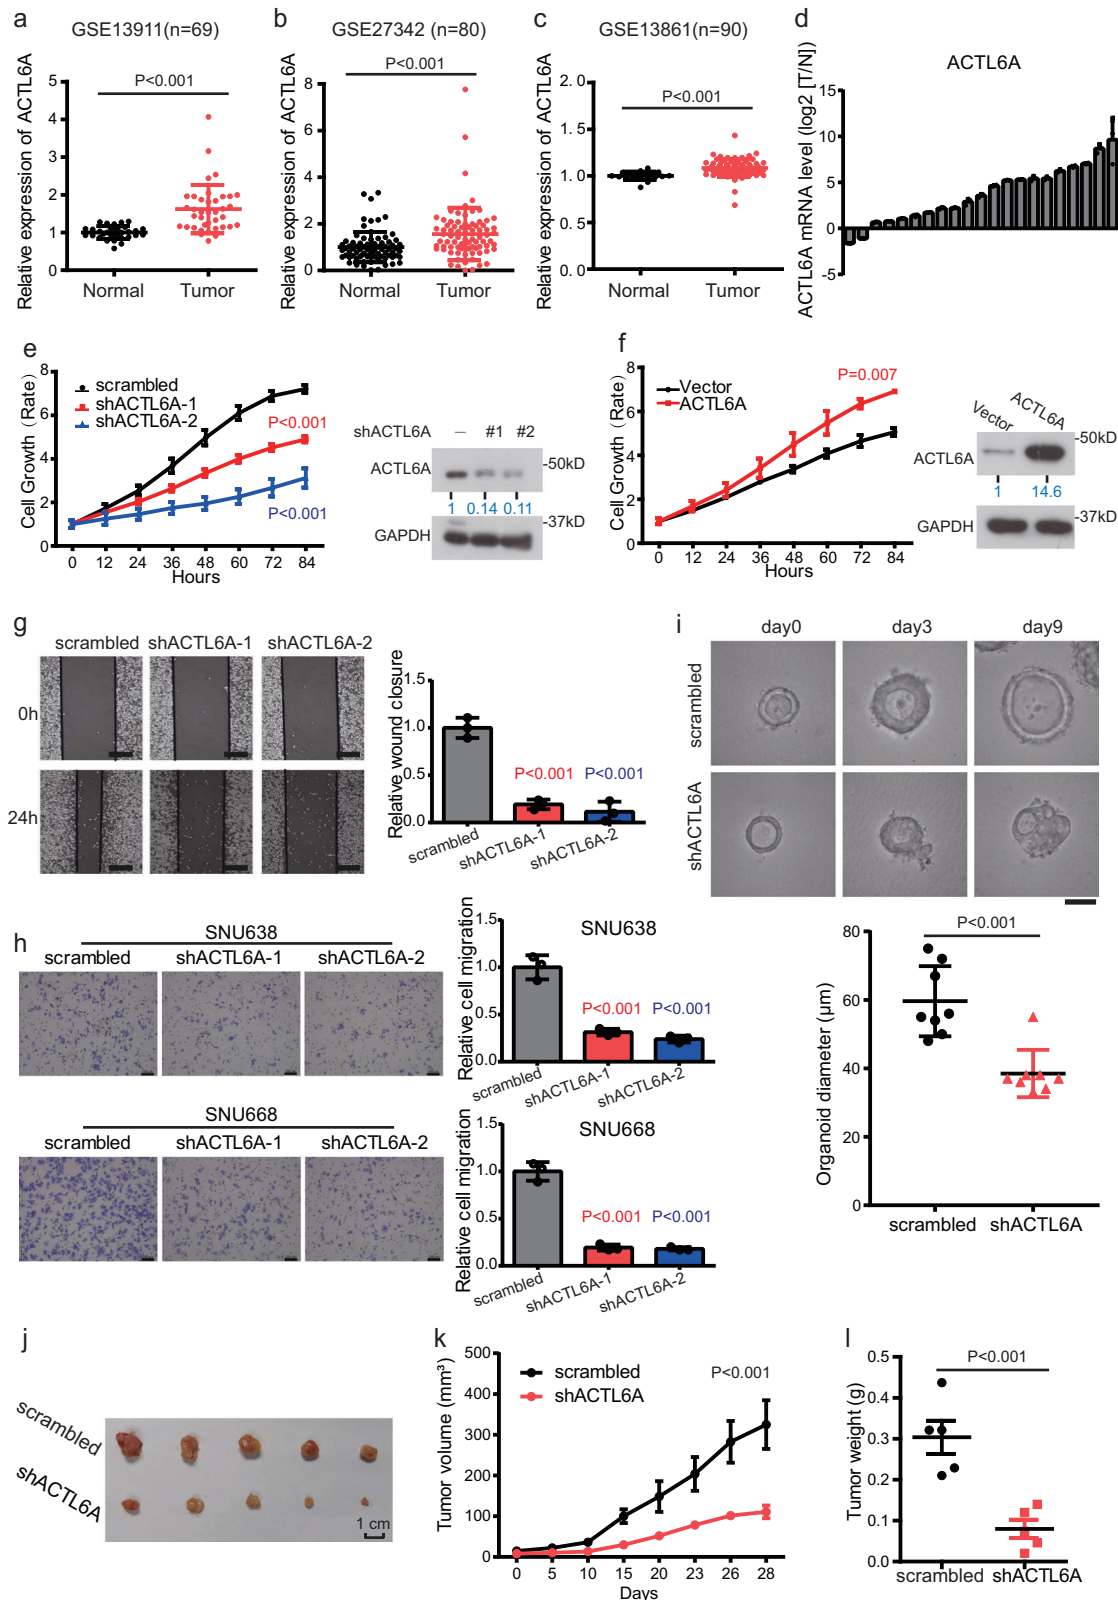 a
GSE13911(n=69)
Relative expression of ACTL6A
P<0.001
5
4
3
2
1
0
Normal Tumor
b
GSE27342 (n=80)
Relative expression of ACTL6A
P<0.001
8
6
4
2
0
Normal Tumor
c
GSE13861(n=90)
Relative expression of ACTL6A
P<0.001
2.0
1.5
1.0
0.5
0.0
Normal Tumor
d
ACTL6A
ACTL6A mRNA level (log2 [T/N])
15
10
5
0
-5
e
Cell Growth (Rate)
8
6
4
2
0
scrambled
shACTL6A-1
shACTL6A-2
P<0.001
P<0.001
0 12 24 36 48 60 72 84
Hours
shACTL6A – #1 #2
ACTL6A
-50kD
1 0.14 0.11
-37kD
GAPDH
f
Cell Growth (Rate)
8
6
4
2
0
Vector
ACTL6A
P=0.007
0 12 24 36 48 60 72 84
Hours
Vector ACTL6A
-50kD
ACTL6A
1 14.6
-37kD
GAPDH
g
scrambled shACTL6A-1 shACTL6A-2
0h
24h
Relative wound closure
1.5
1.0
0.5
0.0
P<0.001 P<0.001
scrambled shACTL6A-1 shACTL6A-2
h
SNU638
scrambled shACTL6A-1 shACTL6A-2
Relative cell migration
SNU638
1.5
1.0
0.5
0.0
P<0.001 P<0.001
scrambled shACTL6A-1 shACTL6A-2
SNU668
scrambled shACTL6A-1 shACTL6A-2
Relative cell migration
SNU668
1.5
1.0
0.5
0.0
P<0.001 P<0.001
scrambled shACTL6A-1 shACTL6A-2
i
day0 day3 day9
scrambled
shACTL6A
Organoid diameter (µm)
P<0.001
80
60
40
20
0
scrambled shACTL6A
j
scrambled
shACTL6A
1 cm
k
Tumor volume (mm³)
500
400
300
200
100
0
scrambled
shACTL6A
P<0.001
0 5 10 15 20 23 26 28
Days
l
Tumor weight (g)
P<0.001
0.5
0.4
0.3
0.2
0.1
0.0
scrambled shACTL6A